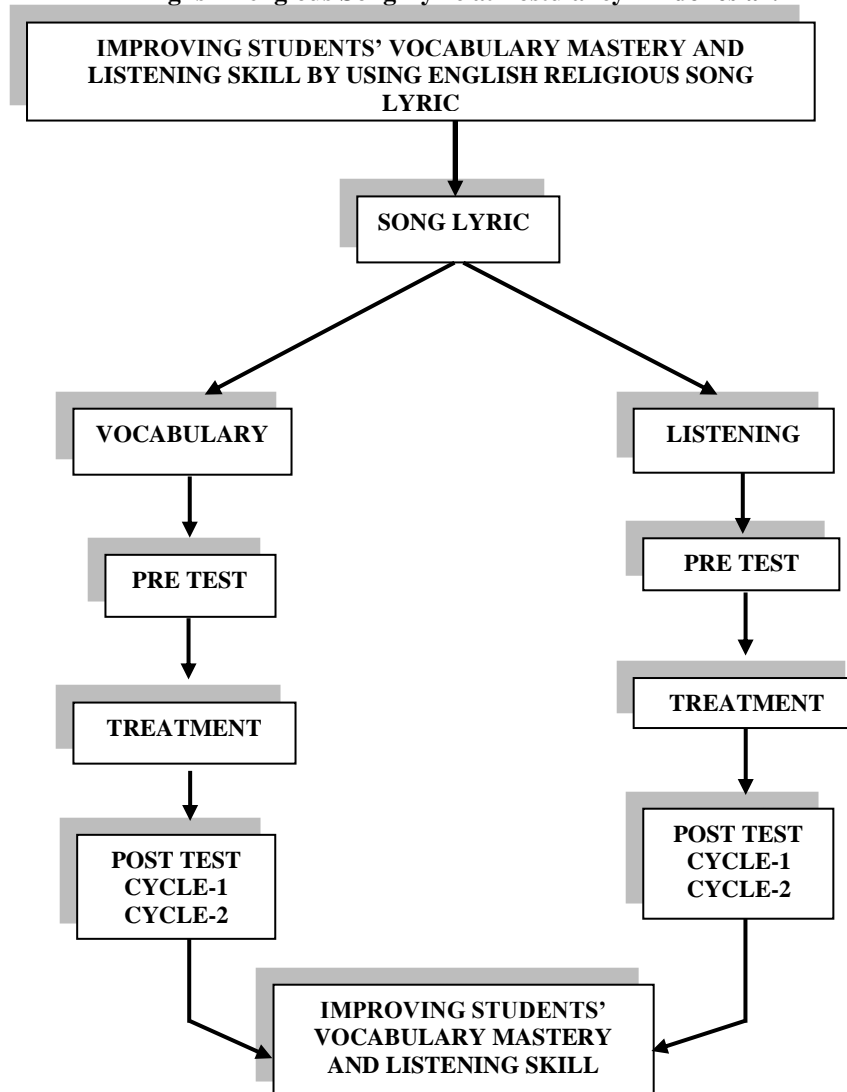 IMPROVING STUDENTS' VOCABULARY MASTERY AND
LISTENING SKILL BY USING ENGLISH RELIGIOUS SONG
LYRIC
SONG LYRIC
VOCABULARY
LISTENING
PRE TEST
PRE TEST
TREATMENT
TREATMENT
POST TEST
CYCLE-1
CYCLE-2
POST TEST
CYCLE-1
CYCLE-2
IMPROVING STUDENTS'
VOCABULARY MASTERY
AND LISTENING SKILL